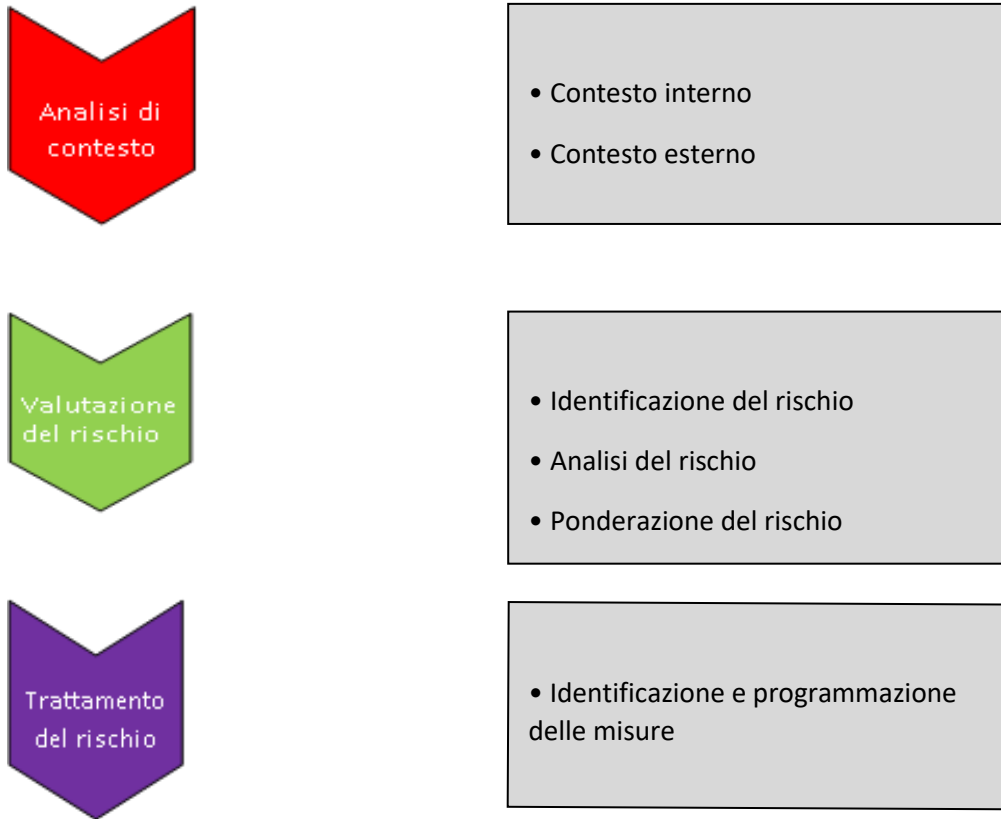 Analisi di
contesto
• Contesto interno
• Contesto esterno
Valutazione
del rischio
• Identificazione del rischio
• Analisi del rischio
• Ponderazione del rischio
Trattamento
del rischio
• Identificazione e programmazione
delle misure